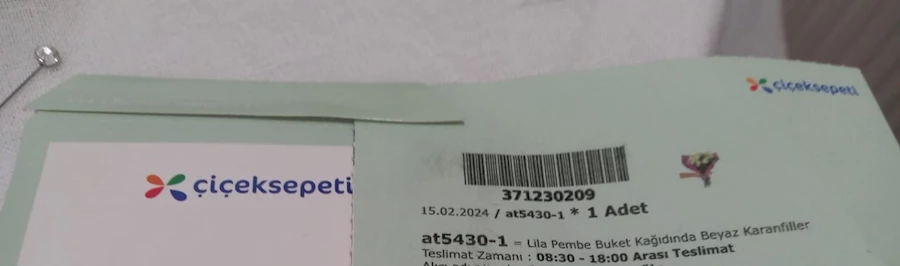 çiçeksepeti
çiçeksepeti
371230209
15.02.2024 / at5430-1 * 1 Adet
at5430-1 = Lila Pembe Buket Kağıdında Beyaz Karanfiller
Teslimat Zamanı : 08:30 - 18:00 Arası Teslimat